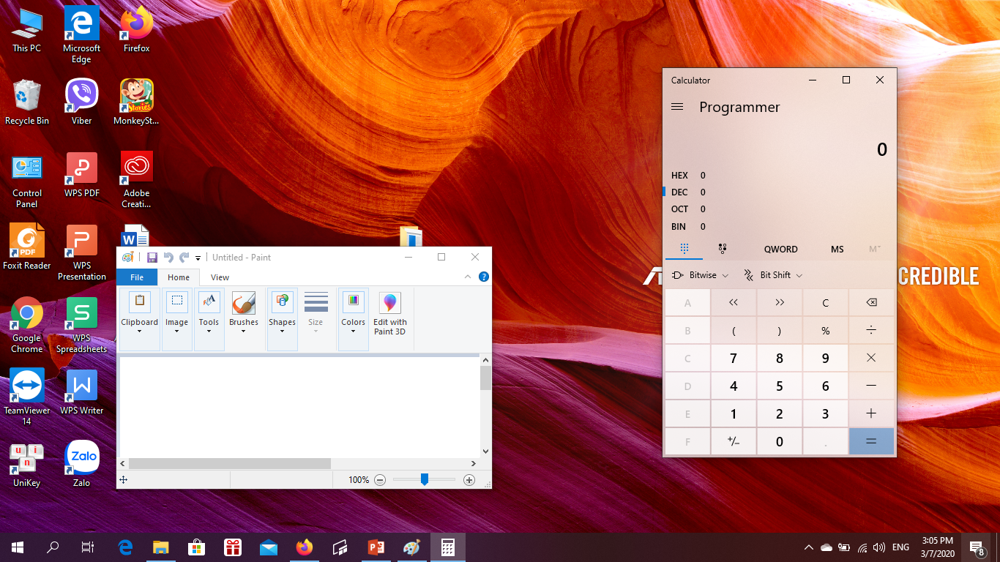 This PC
Microsoft
Edge
Firefox
Recycle Bin
Viber
MonkeySt...
Stories
Control
Panel
WPS PDF
Adobe
Creati...
PDF
Foxit Reader
WPS
Presentation
W
Google
Chrome
WPS
Spreadsheets
TeamViewer
14
WPS Writer
u i
n
UniKey
Zalo
Zalo
Untitled - Paint
File
Home
View
Clipboard
Image
Tools
Brushes
Shapes
Size
Colors
Edit with
Paint 3D
100%
Calculator
Programmer
0
HEX 0
DEC 0
OCT 0
BIN 0
QWORD
MS
M˅
Bitwise
Bit Shift
A << >> C
B ( ) % ÷
C 7 8 9 ×
D 4 5 6 −
E 1 2 3 +
F +/− 0 . =
CREDIBLE
ENG
3:05 PM
3/7/2020
8